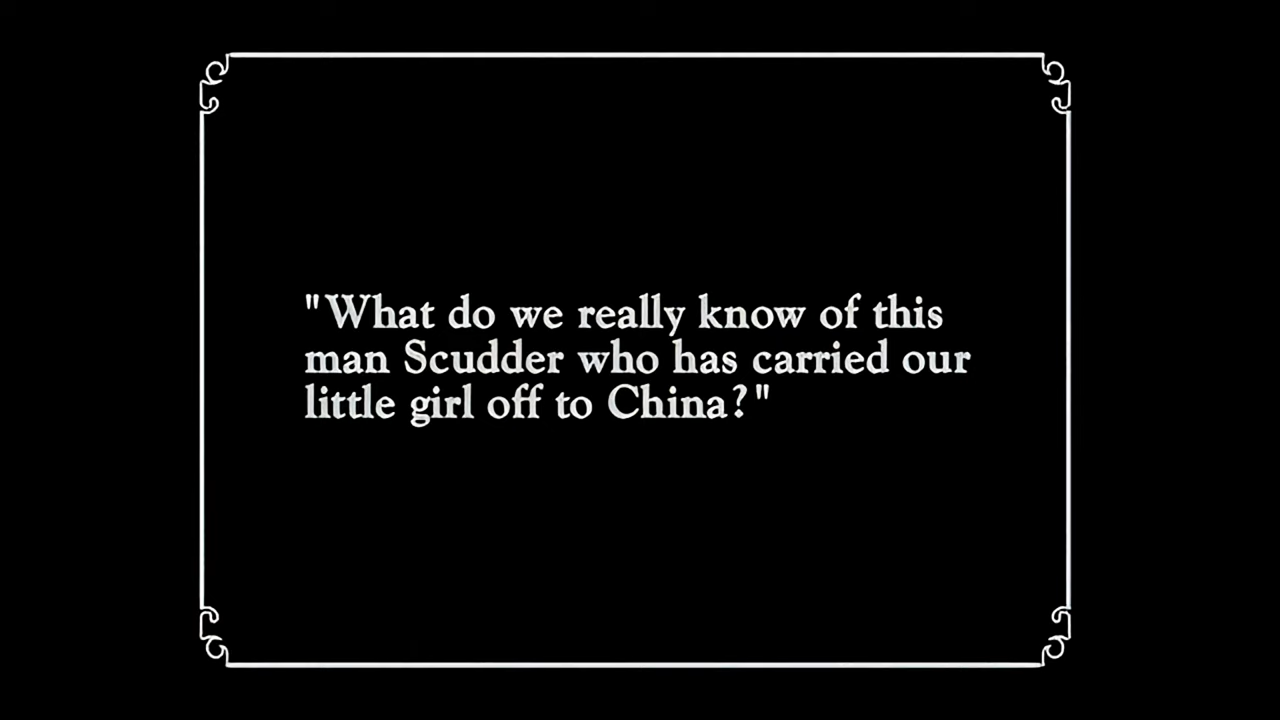 "What do we really know of this
man Scudder who has carried our
little girl off to China?"